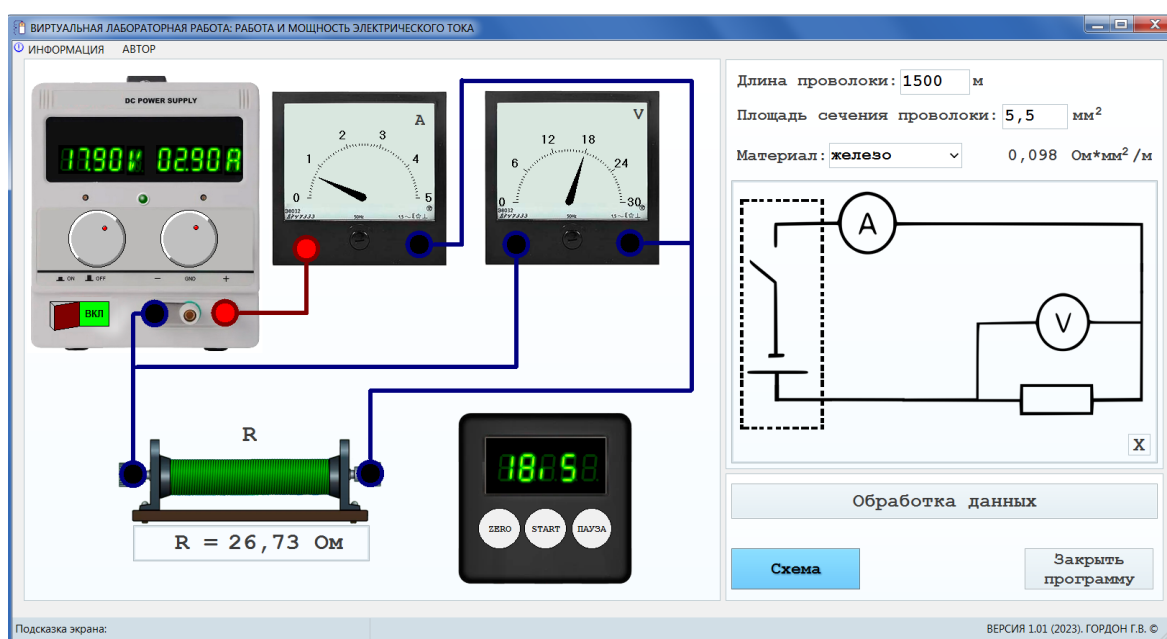 ВИРТУАЛЬНАЯ ЛАБОРАТОРНАЯ РАБОТА: РАБОТА И МОЩНОСТЬ ЭЛЕКТРИЧЕСКОГО ТОКА
ИНФОРМАЦИЯ АВТОР
DC POWER SUPPLY
17.90V 02.90A
ON OFF − GND +
ВКЛ
A
0 1 2 3 4 5
V
0 6 12 18 24 30
R
R = 26,73 Ом
18:5
ZERO START ПАУЗА
Длина проволоки: 1500 м
Площадь сечения проволоки: 5,5 мм²
Материал: железо 0,098 Ом*мм²/м
A
V
X
Обработка данных
Схема
Закрыть
программу
Подсказка экрана:
ВЕРСИЯ 1.01 (2023). ГОРДОН Г.В. ©